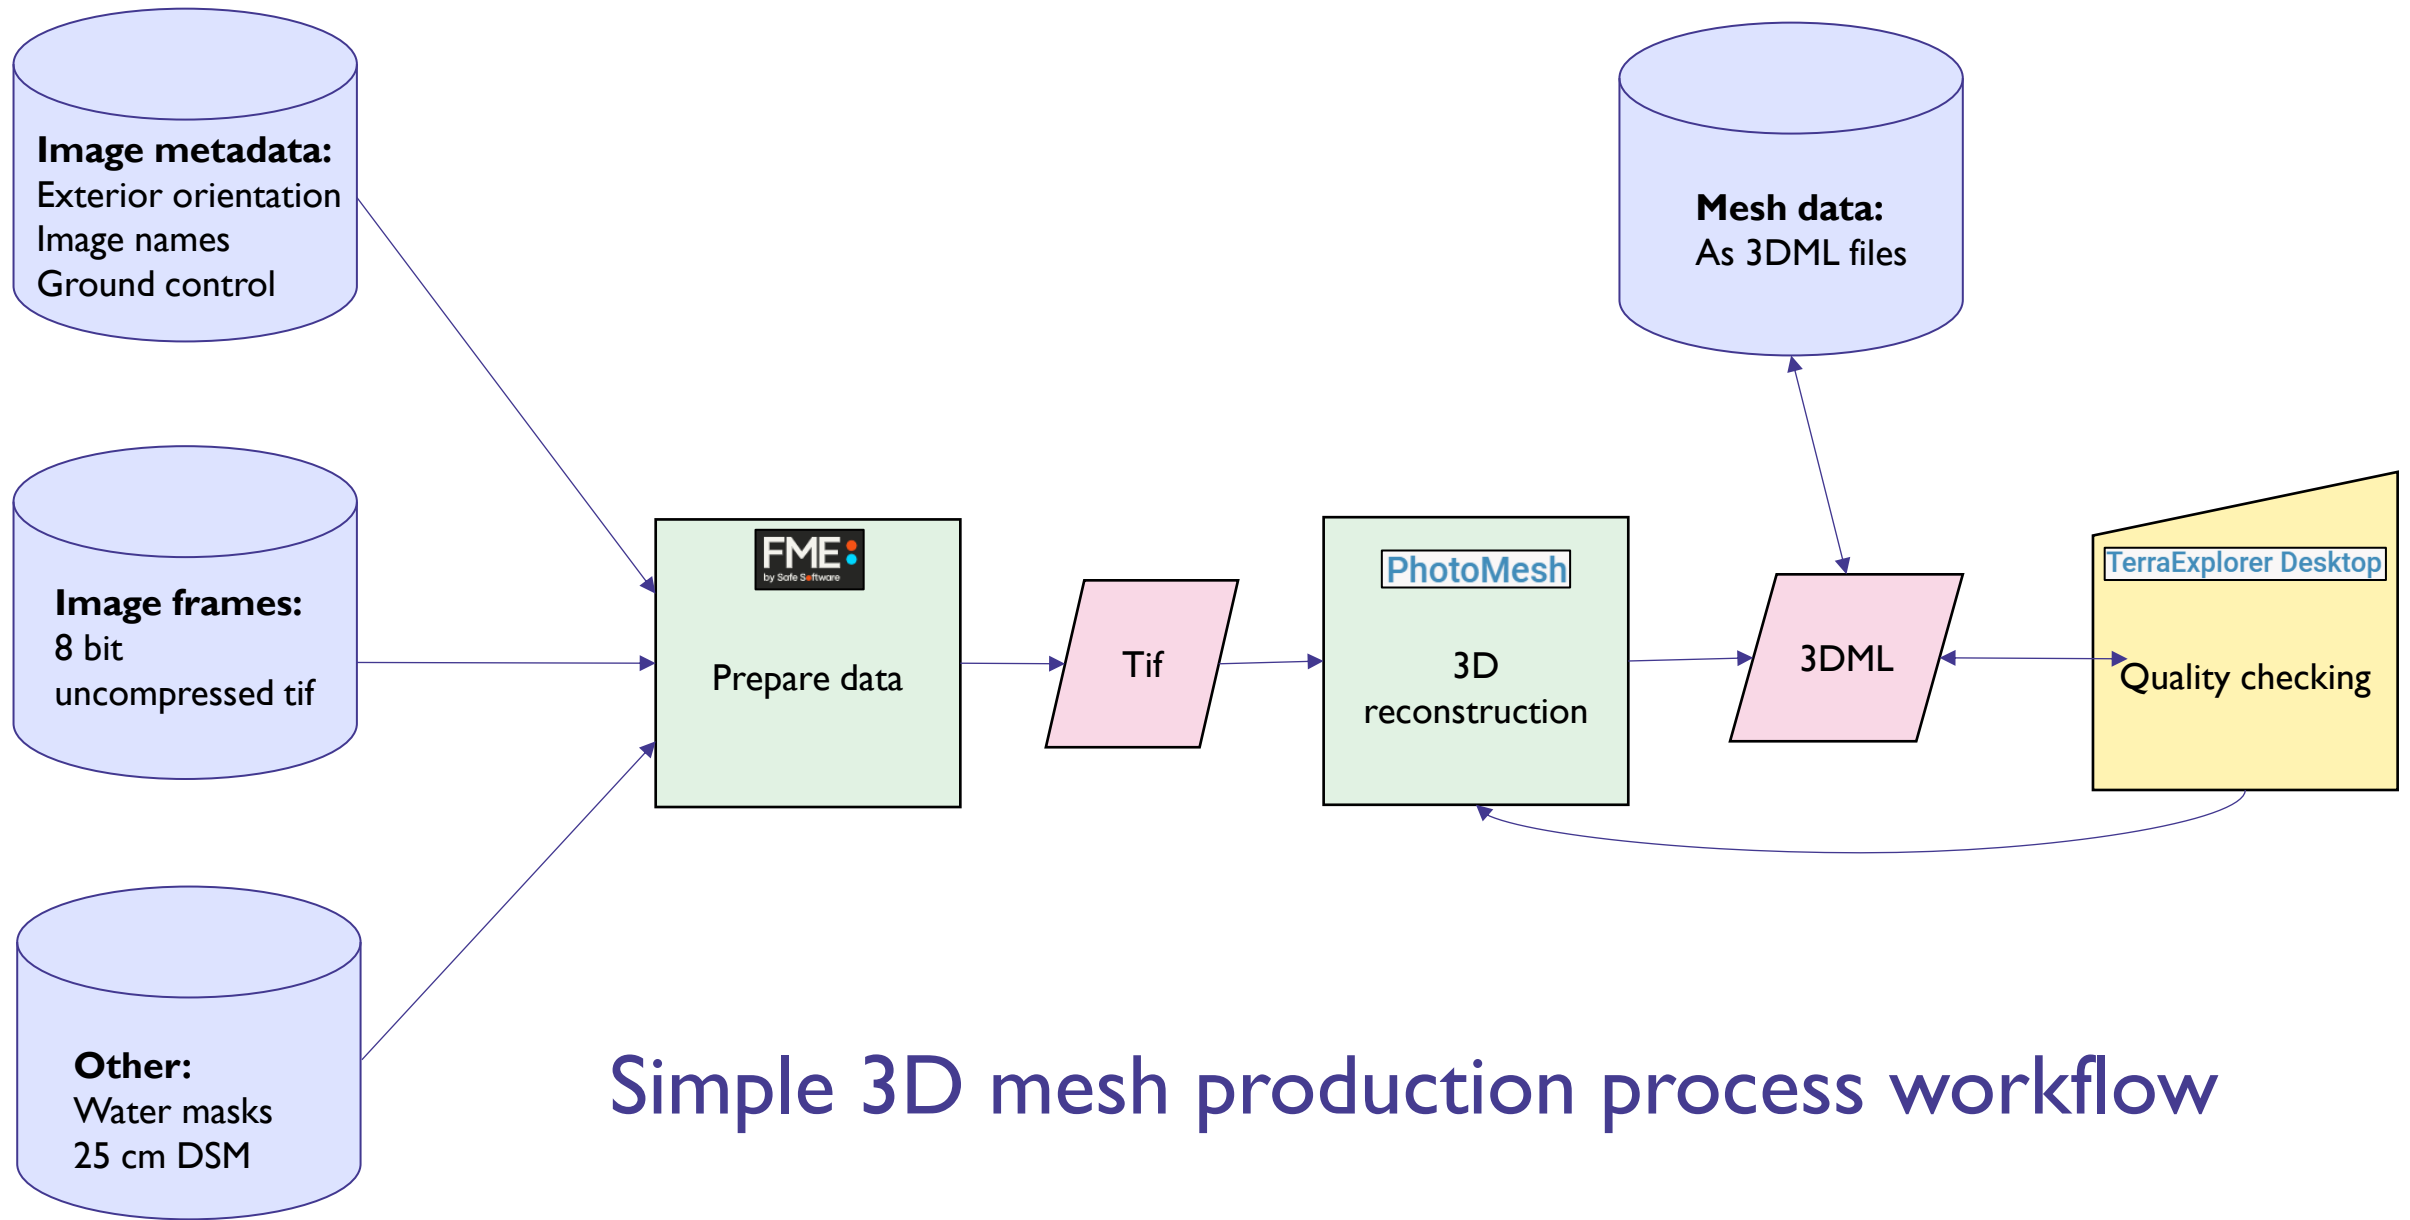 Image metadata:
Exterior orientation
Image names
Ground control
Mesh data:
As 3DML files
Image frames:
8 bit
uncompressed tif
FME:
by Safe Software
Prepare data
Tif
PhotoMesh
3D
reconstruction
3DML
TerraExplorer Desktop
Quality checking
Other:
Water masks
25 cm DSM
Simple 3D mesh production process workflow